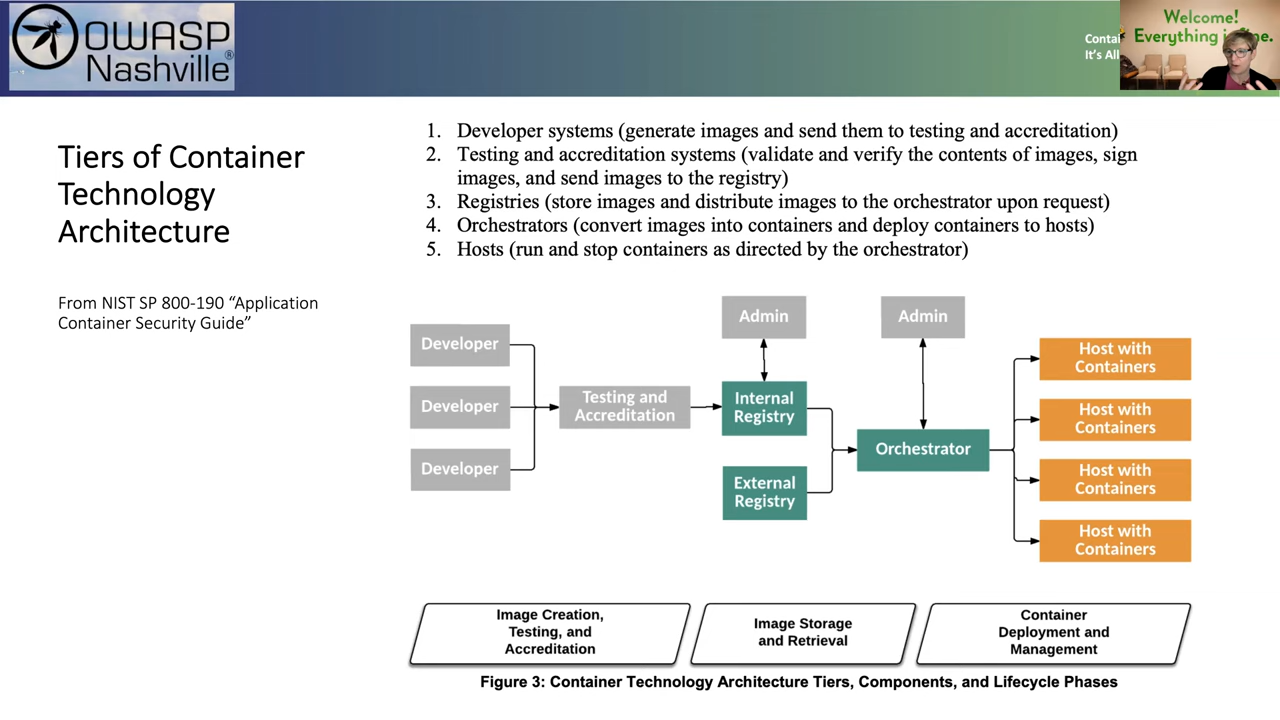 OWASP
Nashville®
Contai
It's All
Welcome!
Everything is fine.
Tiers of Container
Technology
Architecture
From NIST SP 800-190 “Application
Container Security Guide”
1. Developer systems (generate images and send them to testing and accreditation)
2. Testing and accreditation systems (validate and verify the contents of images, sign
images, and send images to the registry)
3. Registries (store images and distribute images to the orchestrator upon request)
4. Orchestrators (convert images into containers and deploy containers to hosts)
5. Hosts (run and stop containers as directed by the orchestrator)
Developer
Developer
Developer
Testing and
Accreditation
Admin
Internal
Registry
External
Registry
Admin
Orchestrator
Host with
Containers
Host with
Containers
Host with
Containers
Host with
Containers
Image Creation,
Testing, and
Accreditation
Image Storage
and Retrieval
Container
Deployment and
Management
Figure 3: Container Technology Architecture Tiers, Components, and Lifecycle Phases